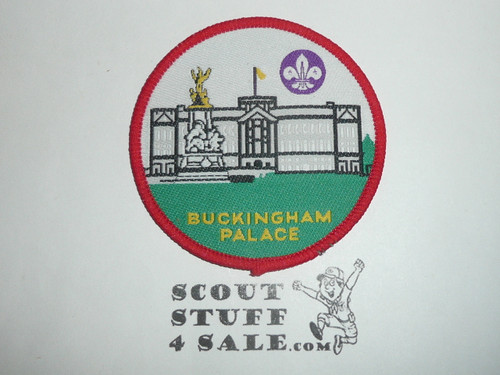 BUCKINGHAM
PALACE
SCOUT
STUFF
4 SALE.com